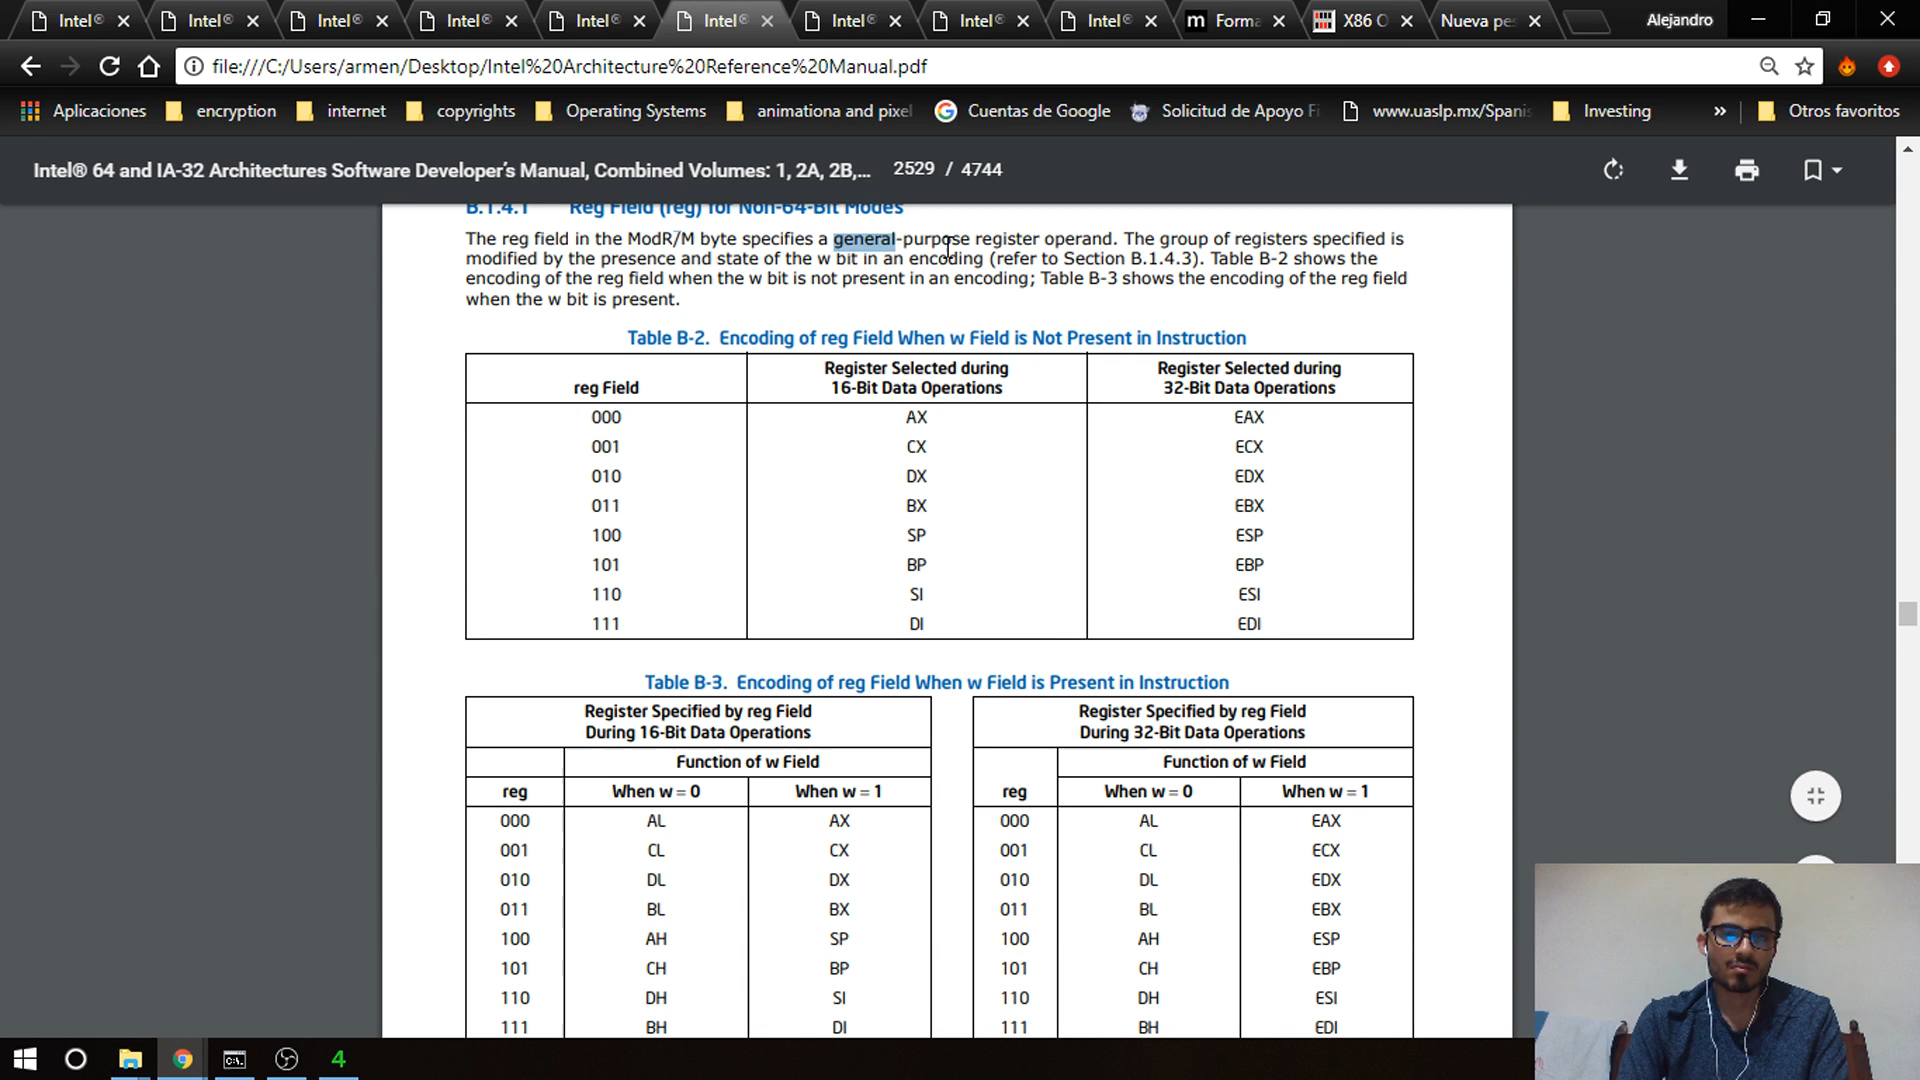 Intel® Intel® Intel® Intel® Intel® Intel® Intel® Intel® Intel® Forma X86 O Nueva pe Alejandro
file:///C:/Users/armen/Desktop/Intel%20Architecture%20Reference%20Manual.pdf
Aplicaciones encryption internet copyrights Operating Systems animationa and pixel Cuentas de Google Solicitud de Apoyo Fi www.uaslp.mx/Spanis Investing » Otros favoritos
Intel® 64 and IA-32 Architectures Software Developer's Manual, Combined Volumes: 1, 2A, 2B,... 2529 / 4744
B.1.4.1 Reg Field (reg) for Non-64-Bit Modes
The reg field in the ModR/M byte specifies a general-purpose register operand. The group of registers specified is
modified by the presence and state of the w bit in an encoding (refer to Section B.1.4.3). Table B-2 shows the
encoding of the reg field when the w bit is not present in an encoding; Table B-3 shows the encoding of the reg field
when the w bit is present.
Table B-2. Encoding of reg Field When w Field is Not Present in Instruction
reg Field Register Selected during 16-Bit Data Operations Register Selected during 32-Bit Data Operations
000 AX EAX
001 CX ECX
010 DX EDX
011 BX EBX
100 SP ESP
101 BP EBP
110 SI ESI
111 DI EDI
Table B-3. Encoding of reg Field When w Field is Present in Instruction
Register Specified by reg Field Register Specified by reg Field
During 16-Bit Data Operations During 32-Bit Data Operations
Function of w Field Function of w Field
reg When w = 0 When w = 1 reg When w = 0 When w = 1
000 AL AX 000 AL EAX
001 CL CX 001 CL ECX
010 DL DX 010 DL EDX
011 BL BX 011 BL EBX
100 AH SP 100 AH ESP
101 CH BP 101 CH EBP
110 DH SI 110 DH ESI
111 BH DI 111 BH EDI
4